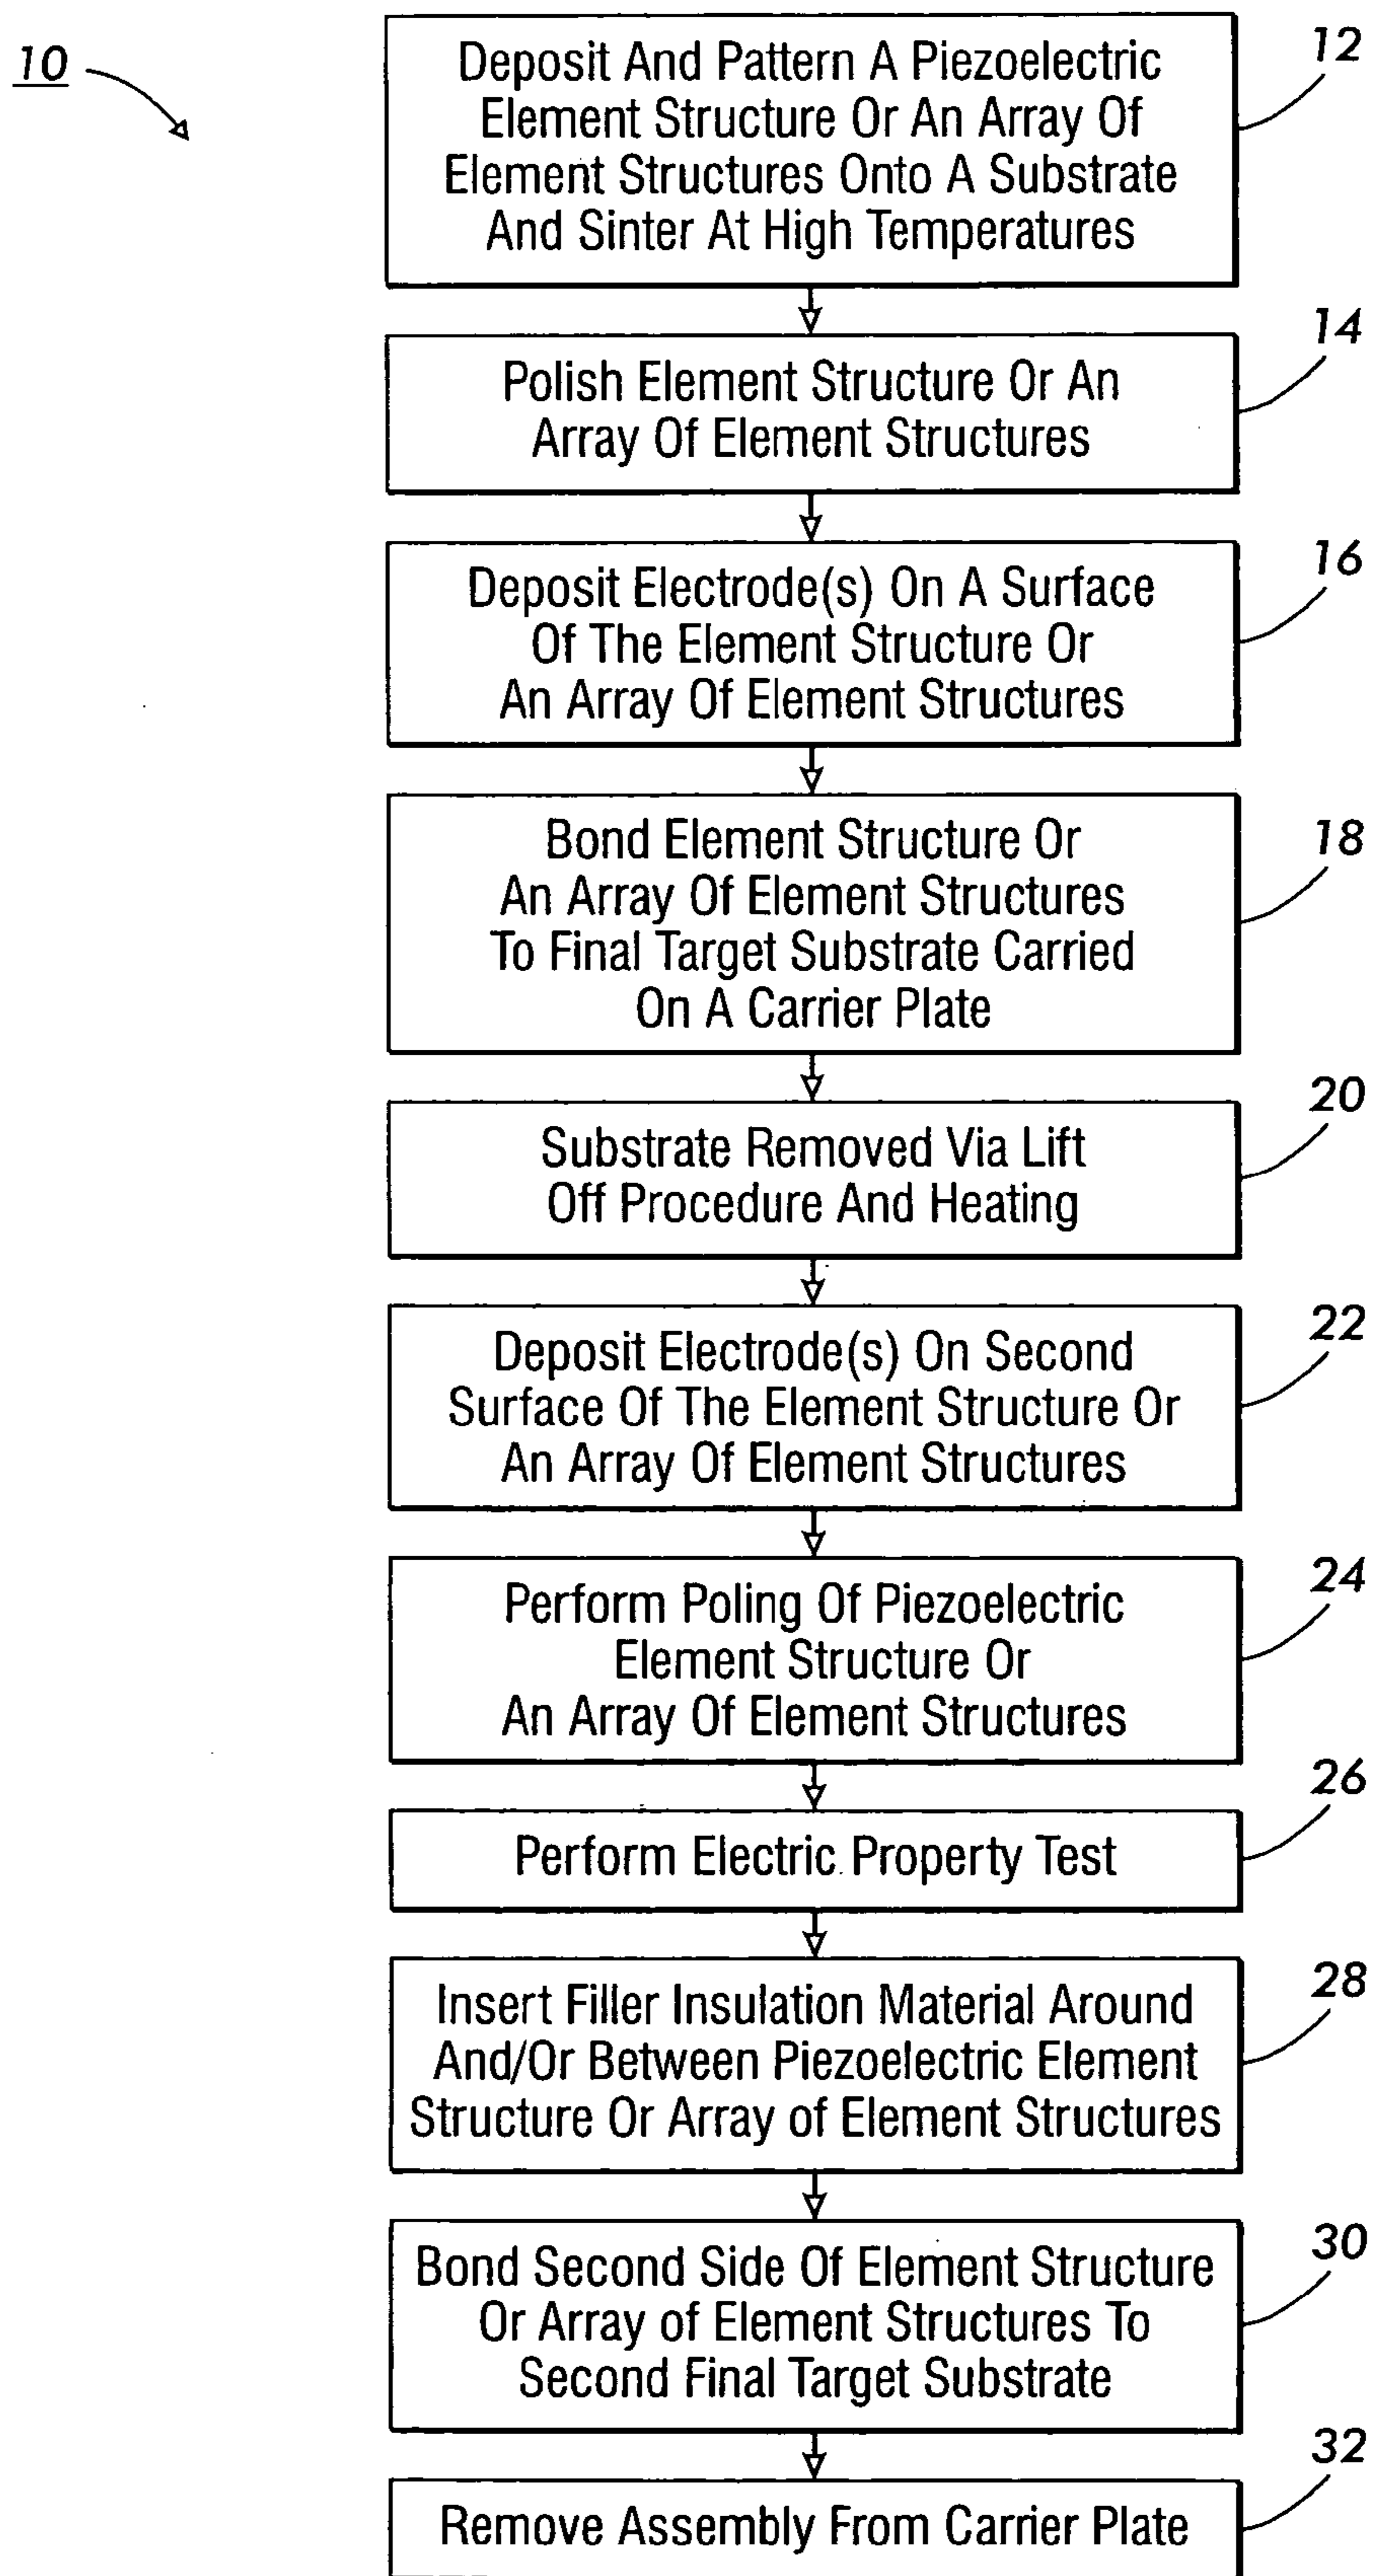 10
12
Deposit And Pattern A Piezoelectric
Element Structure Or An Array Of
Element Structures Onto A Substrate
And Sinter At High Temperatures
14
Polish Element Structure Or An
Array Of Element Structures
16
Deposit Electrode(s) On A Surface
Of The Element Structure Or
An Array Of Element Structures
18
Bond Element Structure Or
An Array Of Element Structures
To Final Target Substrate Carried
On A Carrier Plate
20
Substrate Removed Via Lift
Off Procedure And Heating
22
Deposit Electrode(s) On Second
Surface Of The Element Structure Or
An Array Of Element Structures
24
Perform Poling Of Piezoelectric
Element Structure Or
An Array Of Element Structures
26
Perform Electric Property Test
28
Insert Filler Insulation Material Around
And/Or Between Piezoelectric Element
Structure Or Array of Element Structures
30
Bond Second Side Of Element Structure
Or Array of Element Structures To
Second Final Target Substrate
32
Remove Assembly From Carrier Plate